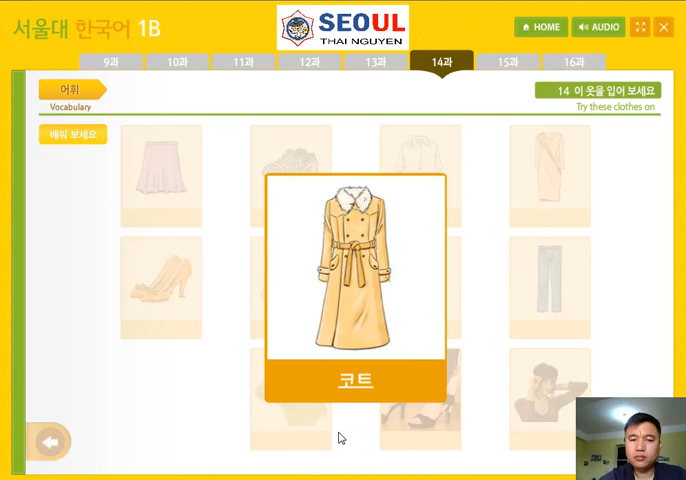 서울대 한국어 1B
SEOUL
THAI NGUYEN
HOME
AUDIO
9과
10과
11과
12과
13과
14과
15과
16과
어휘
Vocabulary
14 이 옷을 입어 보세요
Try these clothes on
배워 보세요
코트